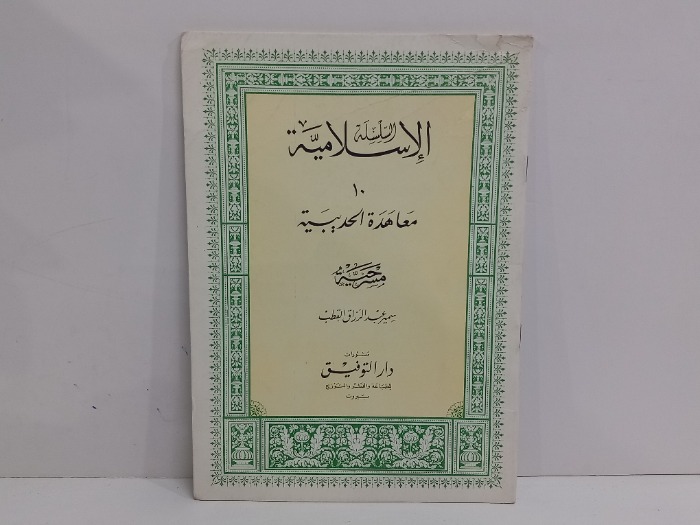 السلسلة
الإسلامية
١٠
معاهدة الحديبية
مسرحية
سمير عبد الرزاق القطب
منشورات
دار التوفيق
للطباعة والنشر والتوزيع
بيروت